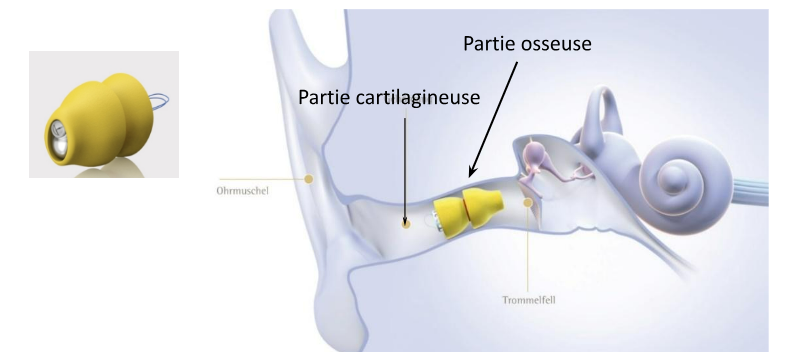 Partie osseuse
Partie cartilagineuse
Ohrmuschel
Trommelfell